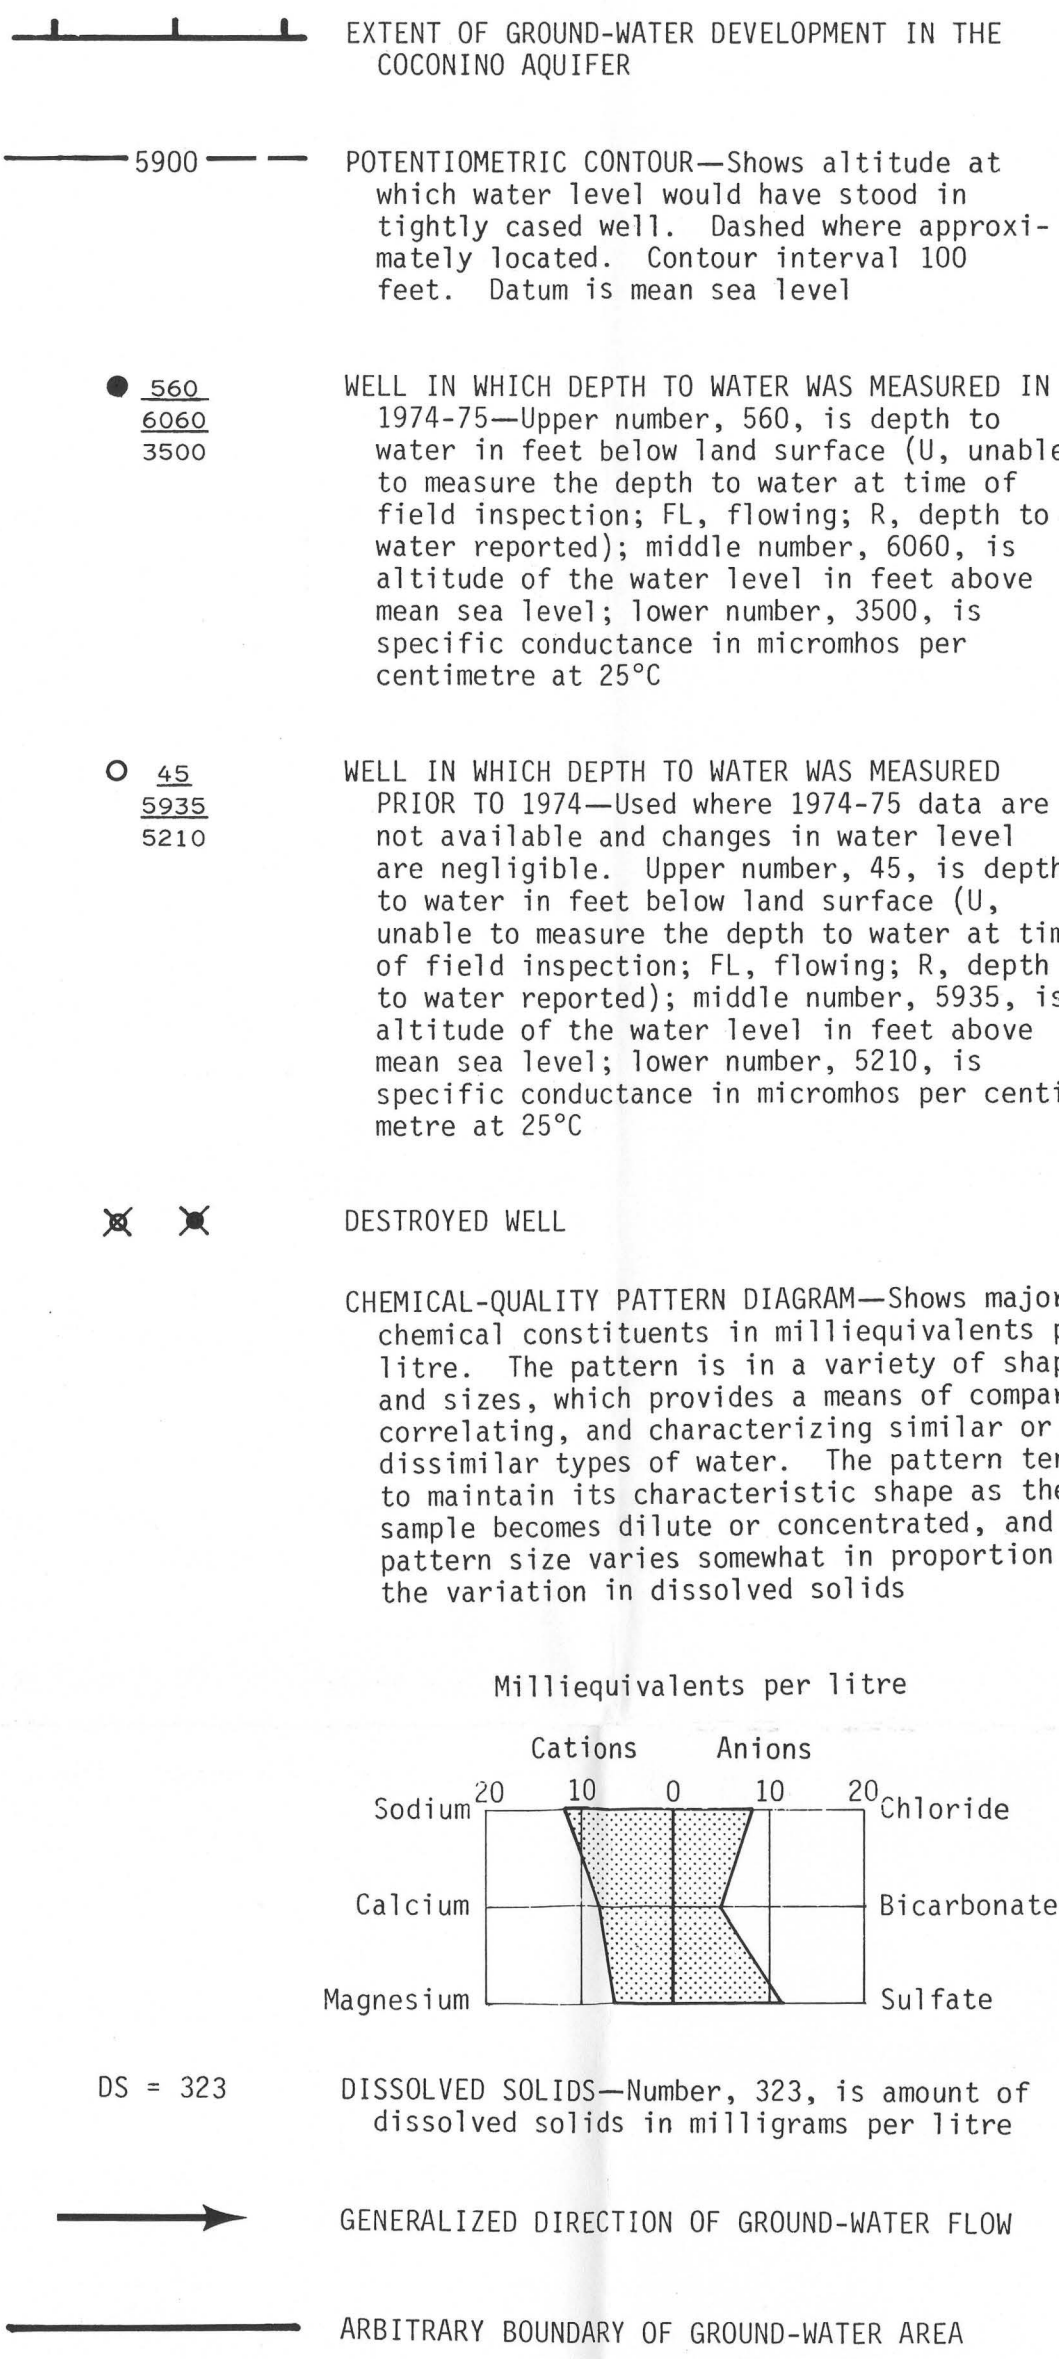 EXTENT OF GROUND-WATER DEVELOPMENT IN THE
COCONINO AQUIFER
5900
POTENTIOMETRIC CONTOUR—Shows altitude at
which water level would have stood in
tightly cased well. Dashed where approxi-
mately located. Contour interval 100
feet. Datum is mean sea level
560
6060
3500
WELL IN WHICH DEPTH TO WATER WAS MEASURED IN
1974-75—Upper number, 560, is depth to
water in feet below land surface (U, unable
to measure the depth to water at time of
field inspection; FL, flowing; R, depth to
water reported); middle number, 6060, is
altitude of the water level in feet above
mean sea level; lower number, 3500, is
specific conductance in micromhos per
centimetre at 25°C
45
5935
5210
WELL IN WHICH DEPTH TO WATER WAS MEASURED
PRIOR TO 1974—Used where 1974-75 data are
not available and changes in water level
are negligible. Upper number, 45, is depth
to water in feet below land surface (U,
unable to measure the depth to water at tim
of field inspection; FL, flowing; R, depth
to water reported); middle number, 5935, is
altitude of the water level in feet above
mean sea level; lower number, 5210, is
specific conductance in micromhos per centi
metre at 25°C
DESTROYED WELL
CHEMICAL-QUALITY PATTERN DIAGRAM—Shows major
chemical constituents in milliequivalents p
litre. The pattern is in a variety of shap
and sizes, which provides a means of compar
correlating, and characterizing similar or
dissimilar types of water. The pattern ten
to maintain its characteristic shape as the
sample becomes dilute or concentrated, and
pattern size varies somewhat in proportion
the variation in dissolved solids
Milliequivalents per litre
Cations Anions
20 10 0 10 20
Sodium Chloride
Calcium Bicarbonate
Magnesium Sulfate
DS = 323
DISSOLVED SOLIDS—Number, 323, is amount of
dissolved solids in milligrams per litre
GENERALIZED DIRECTION OF GROUND-WATER FLOW
ARBITRARY BOUNDARY OF GROUND-WATER AREA